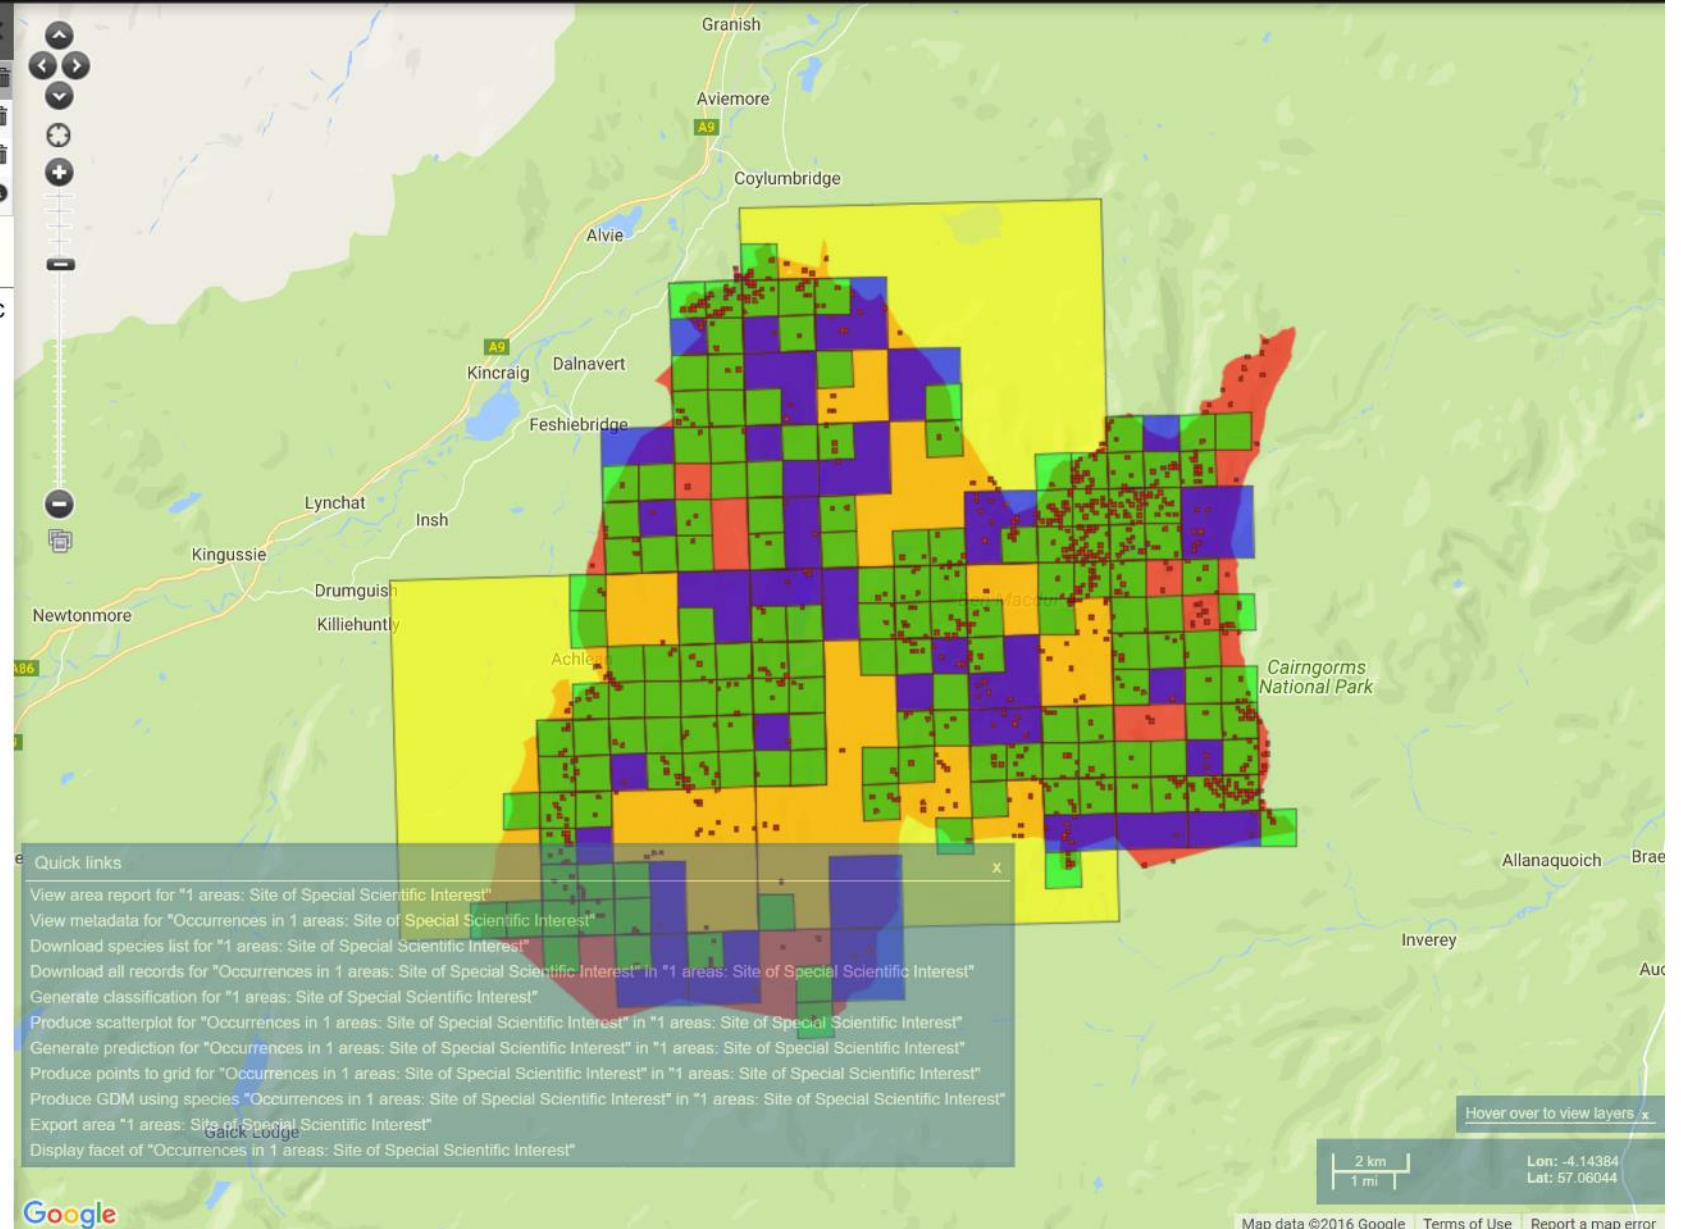 Granish
Aviemore
A9
Coylumbridge
Alvie
A9
Kincraig
Dalnavert
Feshiebridge
Lynchat
Insh
Kingussie
Drumguish
Newtonmore
Killiehuntly
Ben Macdui
A86
Achlean
Cairngorms
National Park
Allanaquoich
Brae
Inverey
Auc
Quick links
x
View area report for "1 areas: Site of Special Scientific Interest"
View metadata for "Occurrences in 1 areas: Site of Special Scientific Interest"
Download species list for "1 areas: Site of Special Scientific Interest"
Download all records for "Occurrences in 1 areas: Site of Special Scientific Interest" in "1 areas: Site of Special Scientific Interest"
Generate classification for "1 areas: Site of Special Scientific Interest"
Produce scatterplot for "Occurrences in 1 areas: Site of Special Scientific Interest" in "1 areas: Site of Special Scientific Interest"
Generate prediction for "Occurrences in 1 areas: Site of Special Scientific Interest" in "1 areas: Site of Special Scientific Interest"
Produce points to grid for "Occurrences in 1 areas: Site of Special Scientific Interest" in "1 areas: Site of Special Scientific Interest"
Produce GDM using species "Occurrences in 1 areas: Site of Special Scientific Interest" in "1 areas: Site of Special Scientific Interest"
Export area "1 areas: Site of Special Scientific Interest"
Gaick Lodge
Display facet of "Occurrences in 1 areas: Site of Special Scientific Interest"
Hover over to view layers x
2 km
1 mi
Lon: -4.14384
Lat: 57.06044
Google
Map data ©2016 Google
Terms of Use
Report a map error